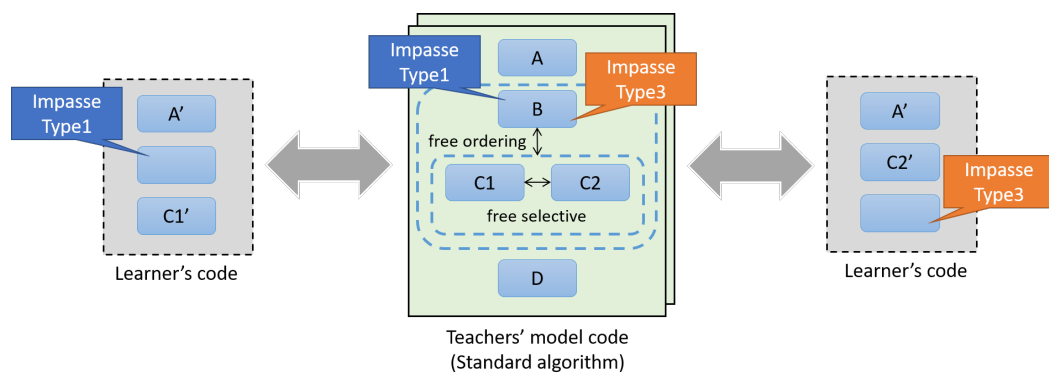 Impasse
Type1
A'
C1'
Learner's code
Impasse
Type1
A
Impasse
Type3
B
free ordering
C1
C2
free selective
D
Teachers' model code
(Standard algorithm)
A'
C2'
Impasse
Type3
Learner's code